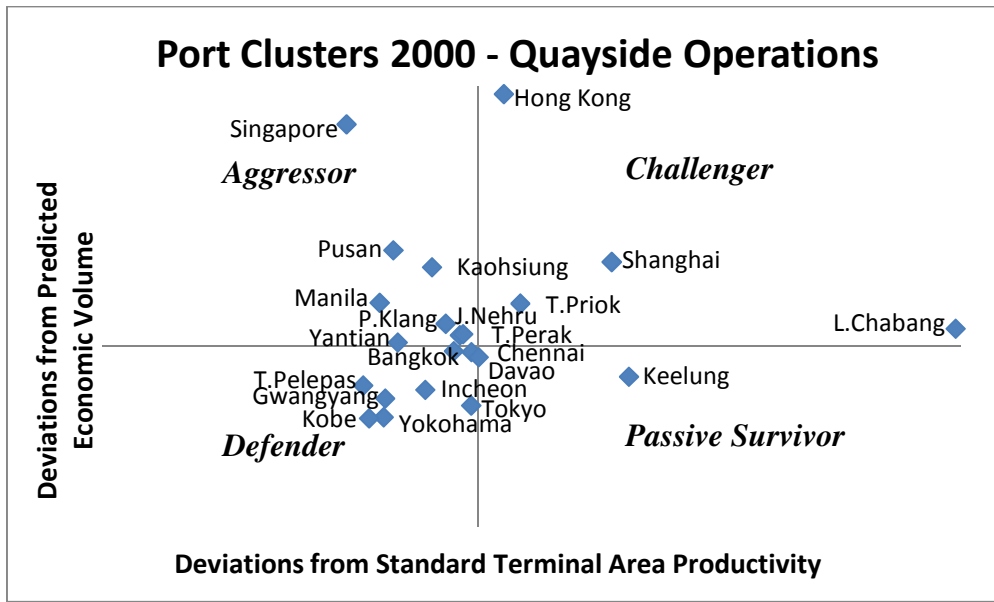 Port Clusters 2000 - Quayside Operations
Hong Kong
Singapore
Aggressor
Challenger
Pusan
Shanghai
Kaohsiung
Manila
T.Priok
P.Klang
J.Nehru
L.Chabang
Yantian
T.Perak
Bangkok
Chennai
Davao
Keelung
T.Pelepas
Incheon
Gwangyang
Tokyo
Kobe
Yokohama
Defender
Passive Survivor
Deviations from Predicted
Economic Volume
Deviations from Standard Terminal Area Productivity